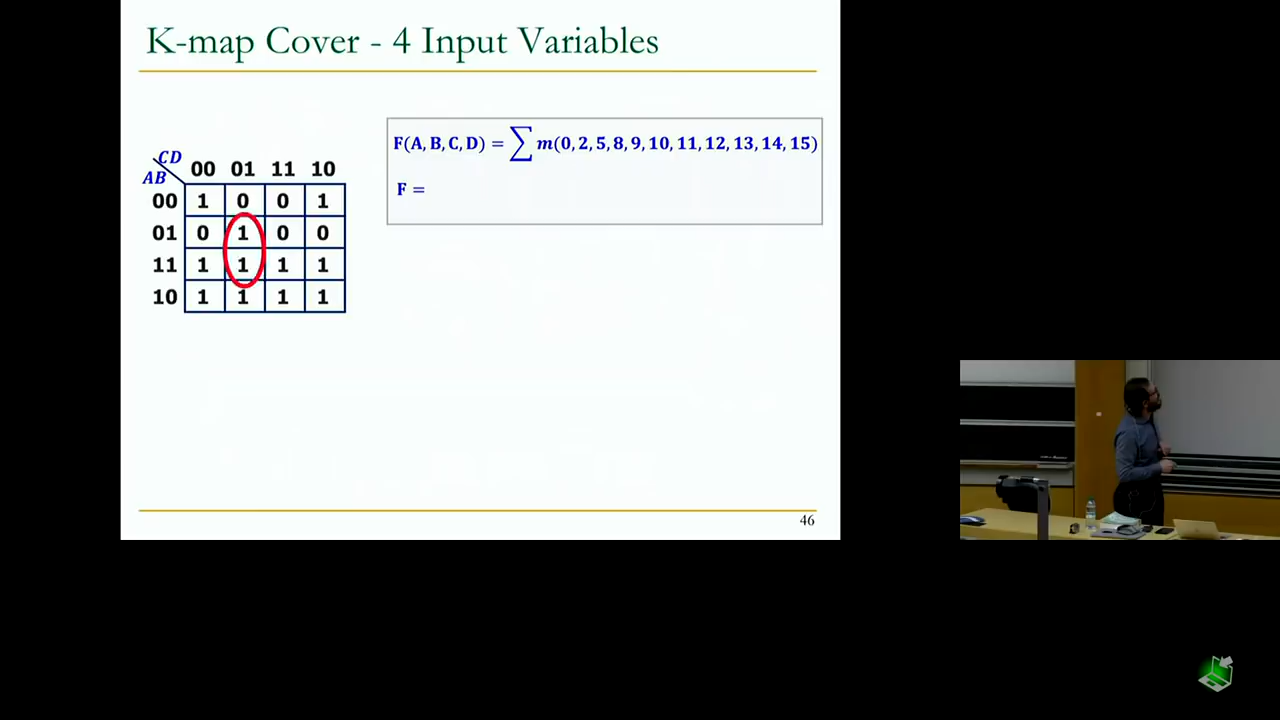 K-map Cover - 4 Input Variables
F(A, B, C, D) = ∑ m(0, 2, 5, 8, 9, 10, 11, 12, 13, 14, 15)
F =
CD
AB
00 01 11 10
00 1 0 0 1
01 0 1 0 0
11 1 1 1 1
10 1 1 1 1
46